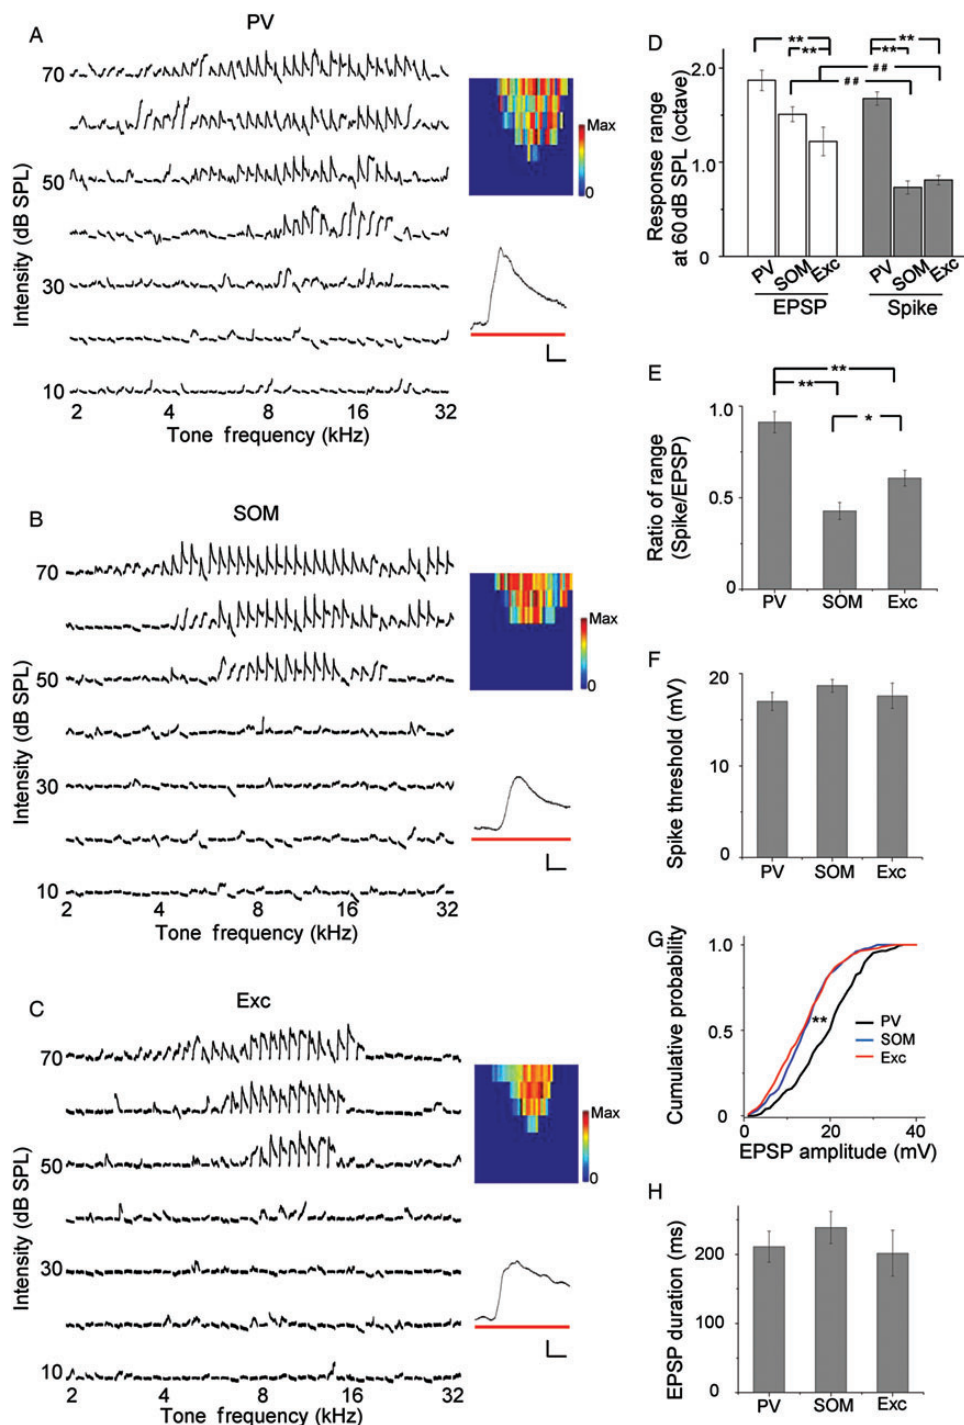 A
PV
70
50
30
10
Intensity (dB SPL)
2 4 8 16 32
Tone frequency (kHz)
Max
0
B
SOM
70
50
30
10
Intensity (dB SPL)
2 4 8 16 32
Tone frequency (kHz)
Max
0
C
Exc
70
50
30
10
Intensity (dB SPL)
2 4 8 16 32
Tone frequency (kHz)
Max
0
D
** **
** **
##
##
Response range
at 60 dB SPL (octave)
2.0
1.0
0
PV SOM Exc PV SOM Exc
EPSP Spike
E
**
**
*
Ratio of range
(Spike/EPSP)
1.0
0.5
0
PV SOM Exc
F
Spike threshold (mV)
20
10
0
PV SOM Exc
G
Cumulative probability
1.0
0.5
0
**
PV
SOM
Exc
0 20 40
EPSP amplitude (mV)
H
EPSP duration (ms)
200
100
0
PV SOM Exc